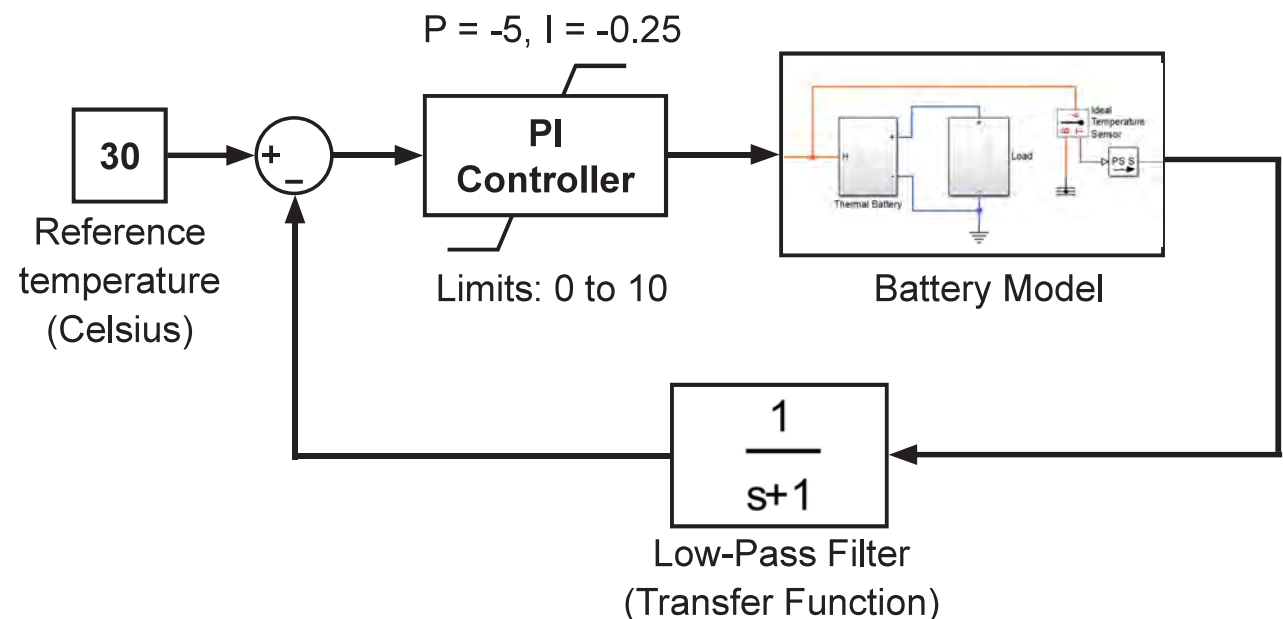 P = -5, I = -0.25
30
+
−
PI
Controller
Reference
temperature
(Celsius)
Limits: 0 to 10
H
+
-
Thermal Battery
+
-
Load
Ideal
Temperature
Sensor
A
B
T
PS S
Battery Model
1
s+1
Low-Pass Filter
(Transfer Function)